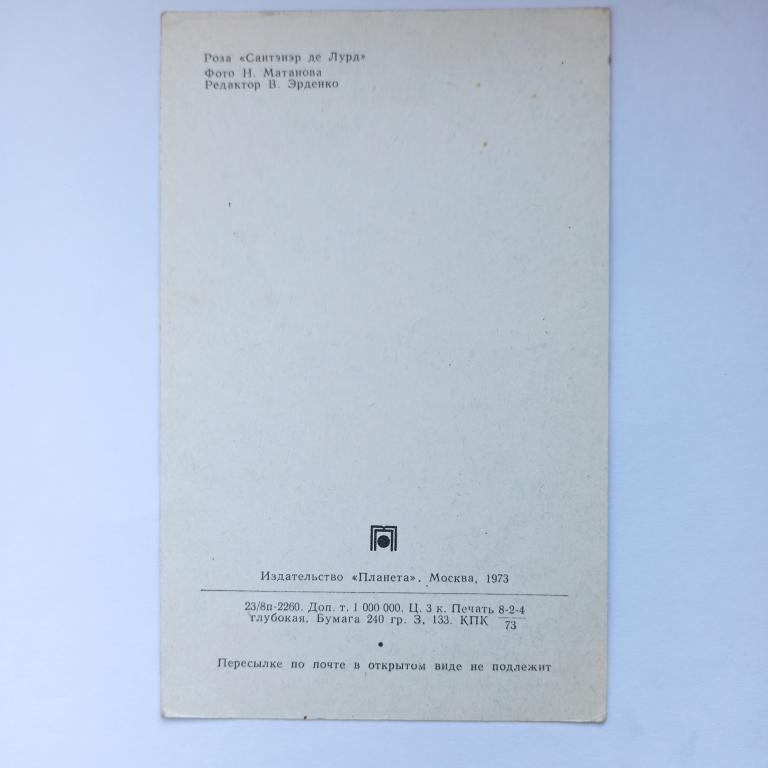 Роза «Сантэнэр де Лурд»
Фото Н. Матанова
Редактор В. Эрденко
Издательство «Планета». Москва, 1973
23/8п-2260. Доп. т. 1 000 000. Ц. 3 к. Печать 8-2-4
глубокая. Бумага 240 гр. З. 133. КПК 73
Пересылке по почте в открытом виде не подлежит